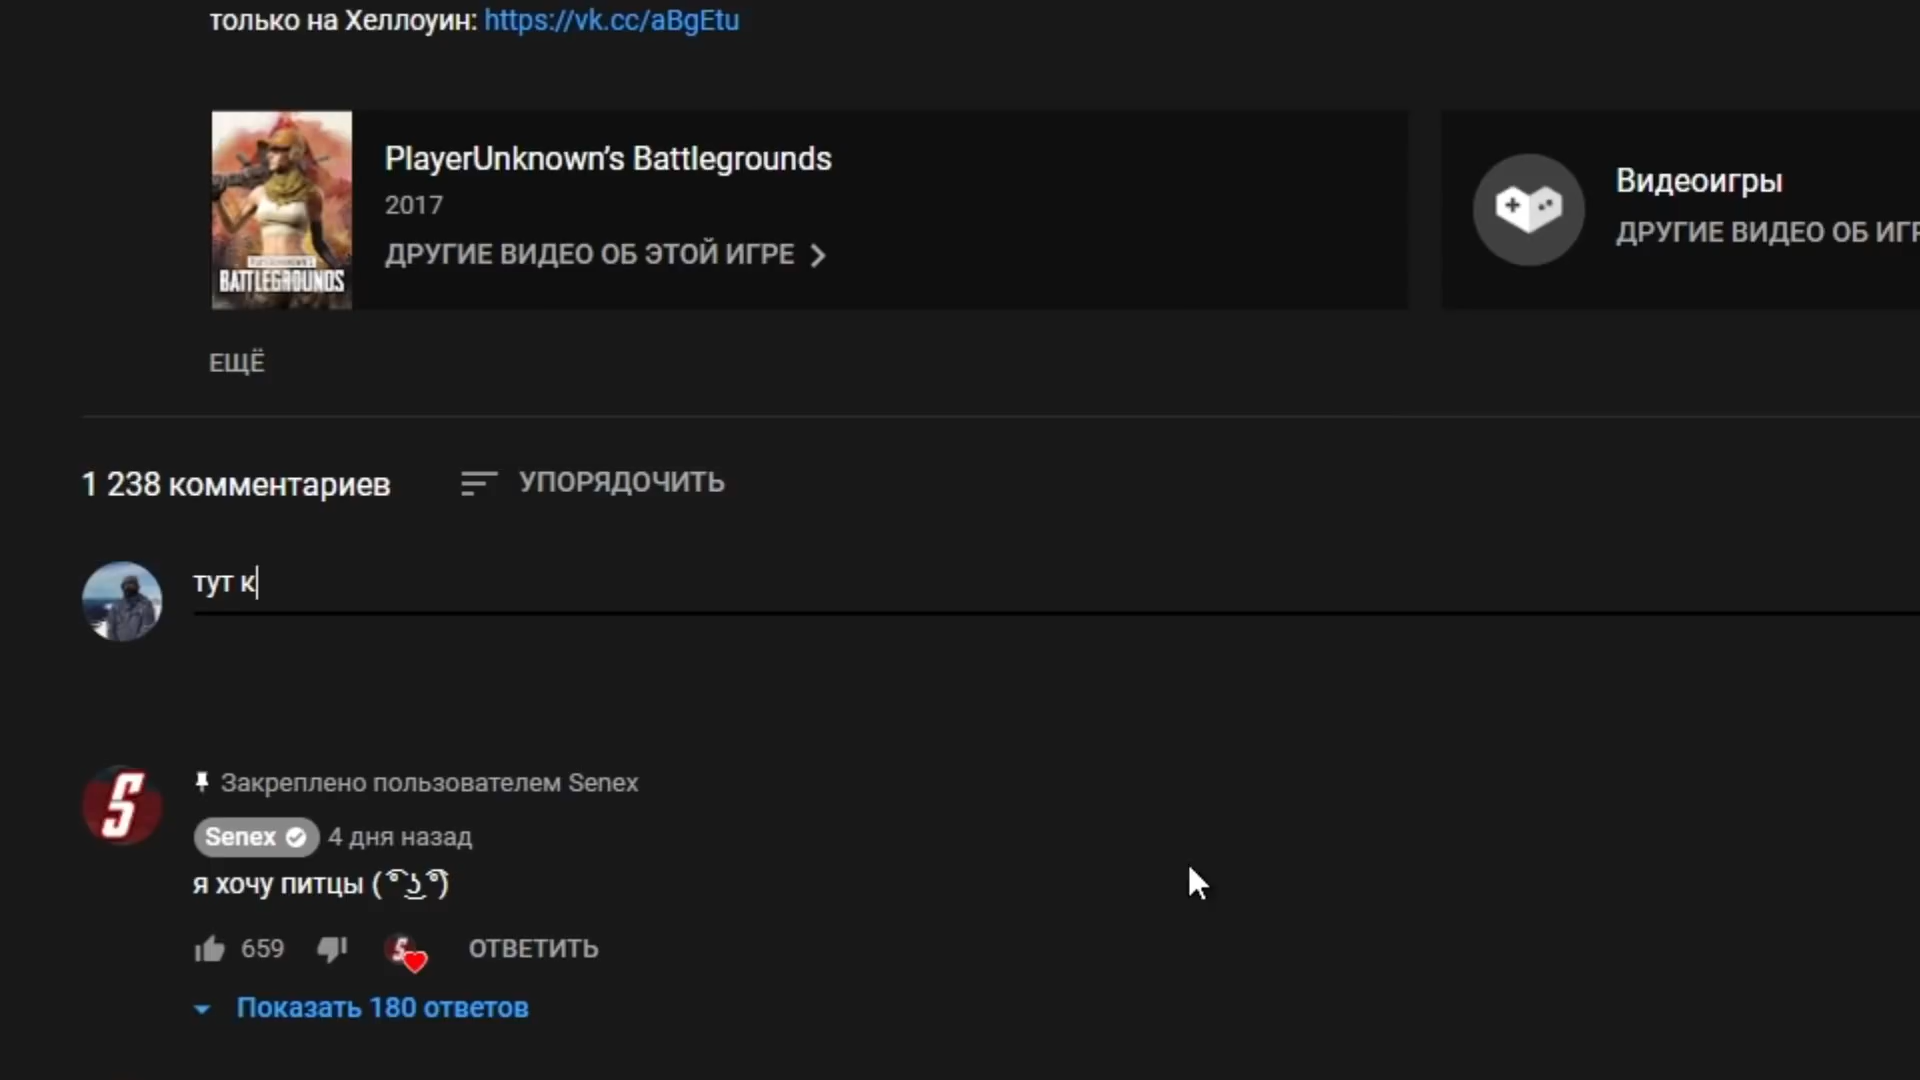 только на Хеллоуин: https://vk.cc/aBgEtu
PlayerUnknown’s Battlegrounds
2017
ДРУГИЕ ВИДЕО ОБ ЭТОЙ ИГРЕ
BATTLEGROUNDS
Видеоигры
ДРУГИЕ ВИДЕО ОБ ИГР
ЕЩЁ
1 238 комментариев
УПОРЯДОЧИТЬ
тут к
Закреплено пользователем Senex
Senex 4 дня назад
я хочу питцы ( ͡° ͜ʖ ͡°)
659 ОТВЕТИТЬ
Показать 180 ответов